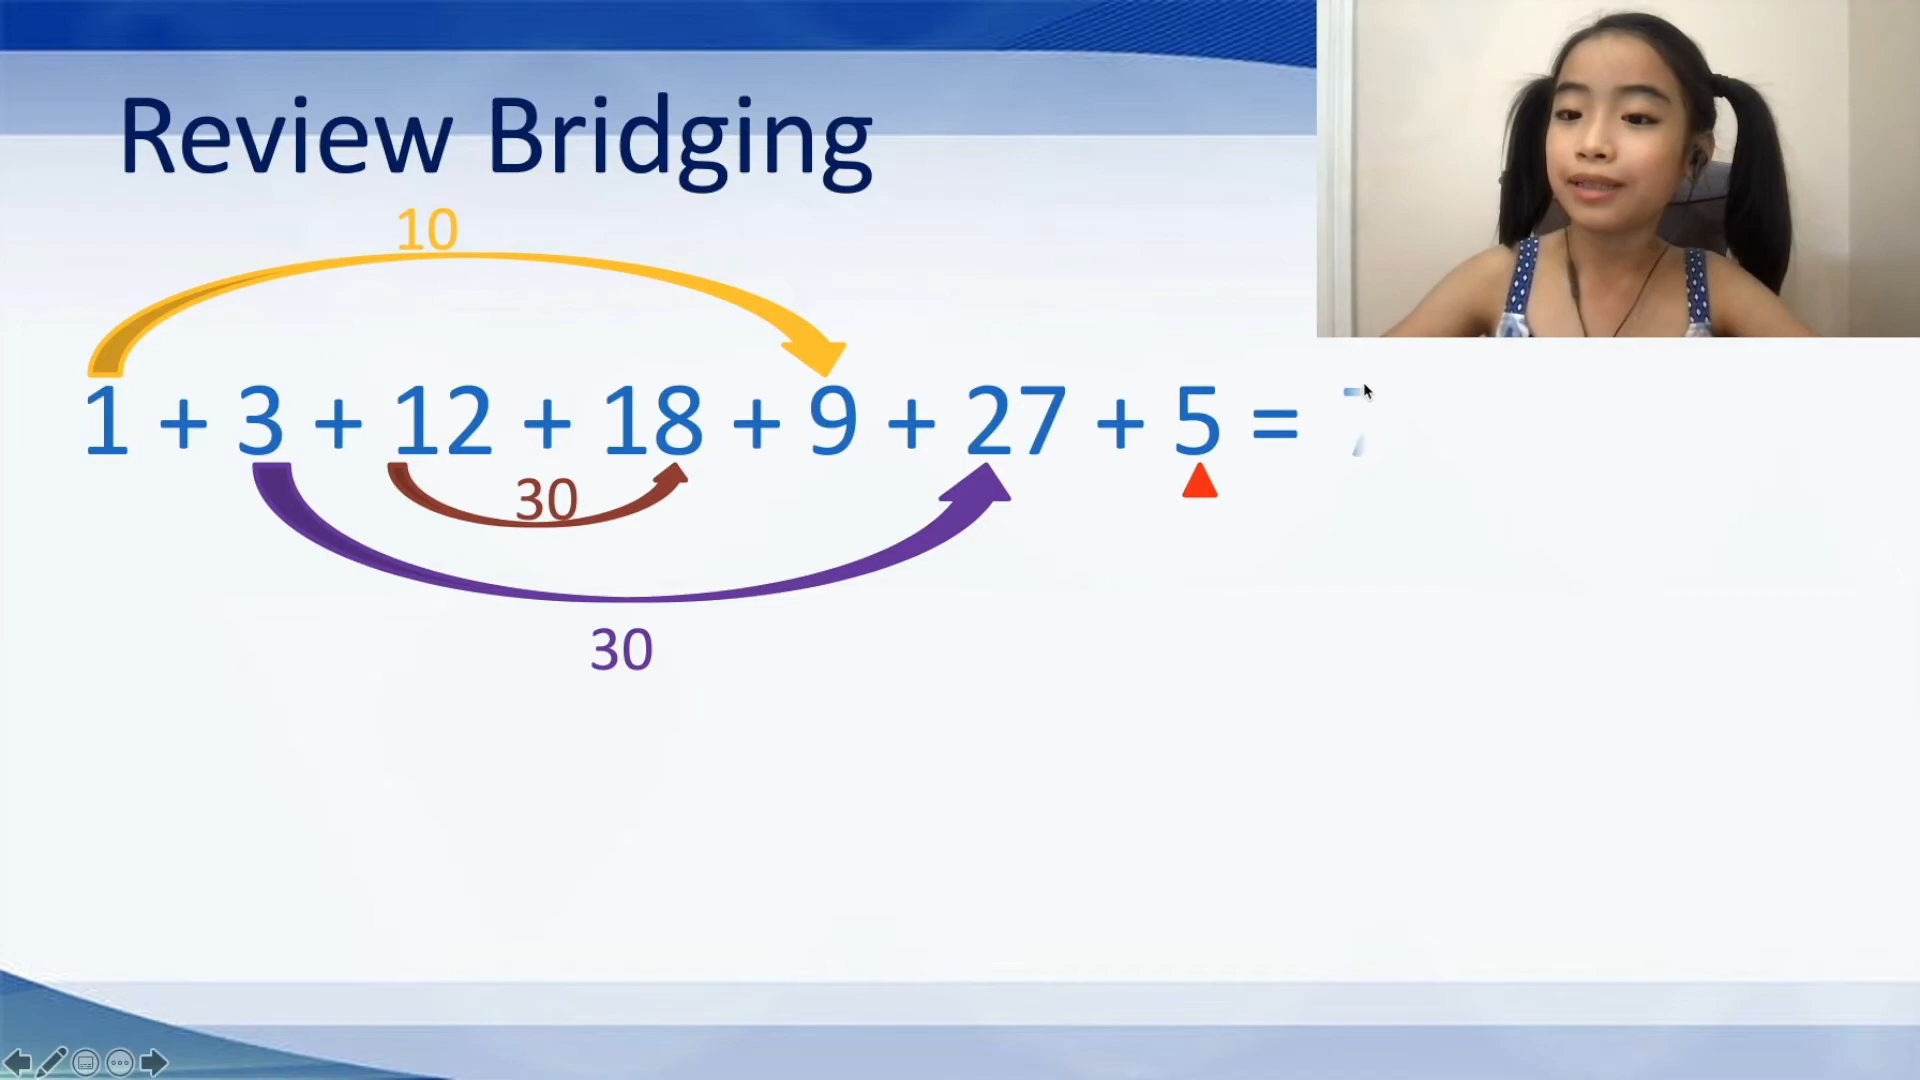 Review Bridging
10
1 + 3 + 12 + 18 + 9 + 27 + 5 =
30
30